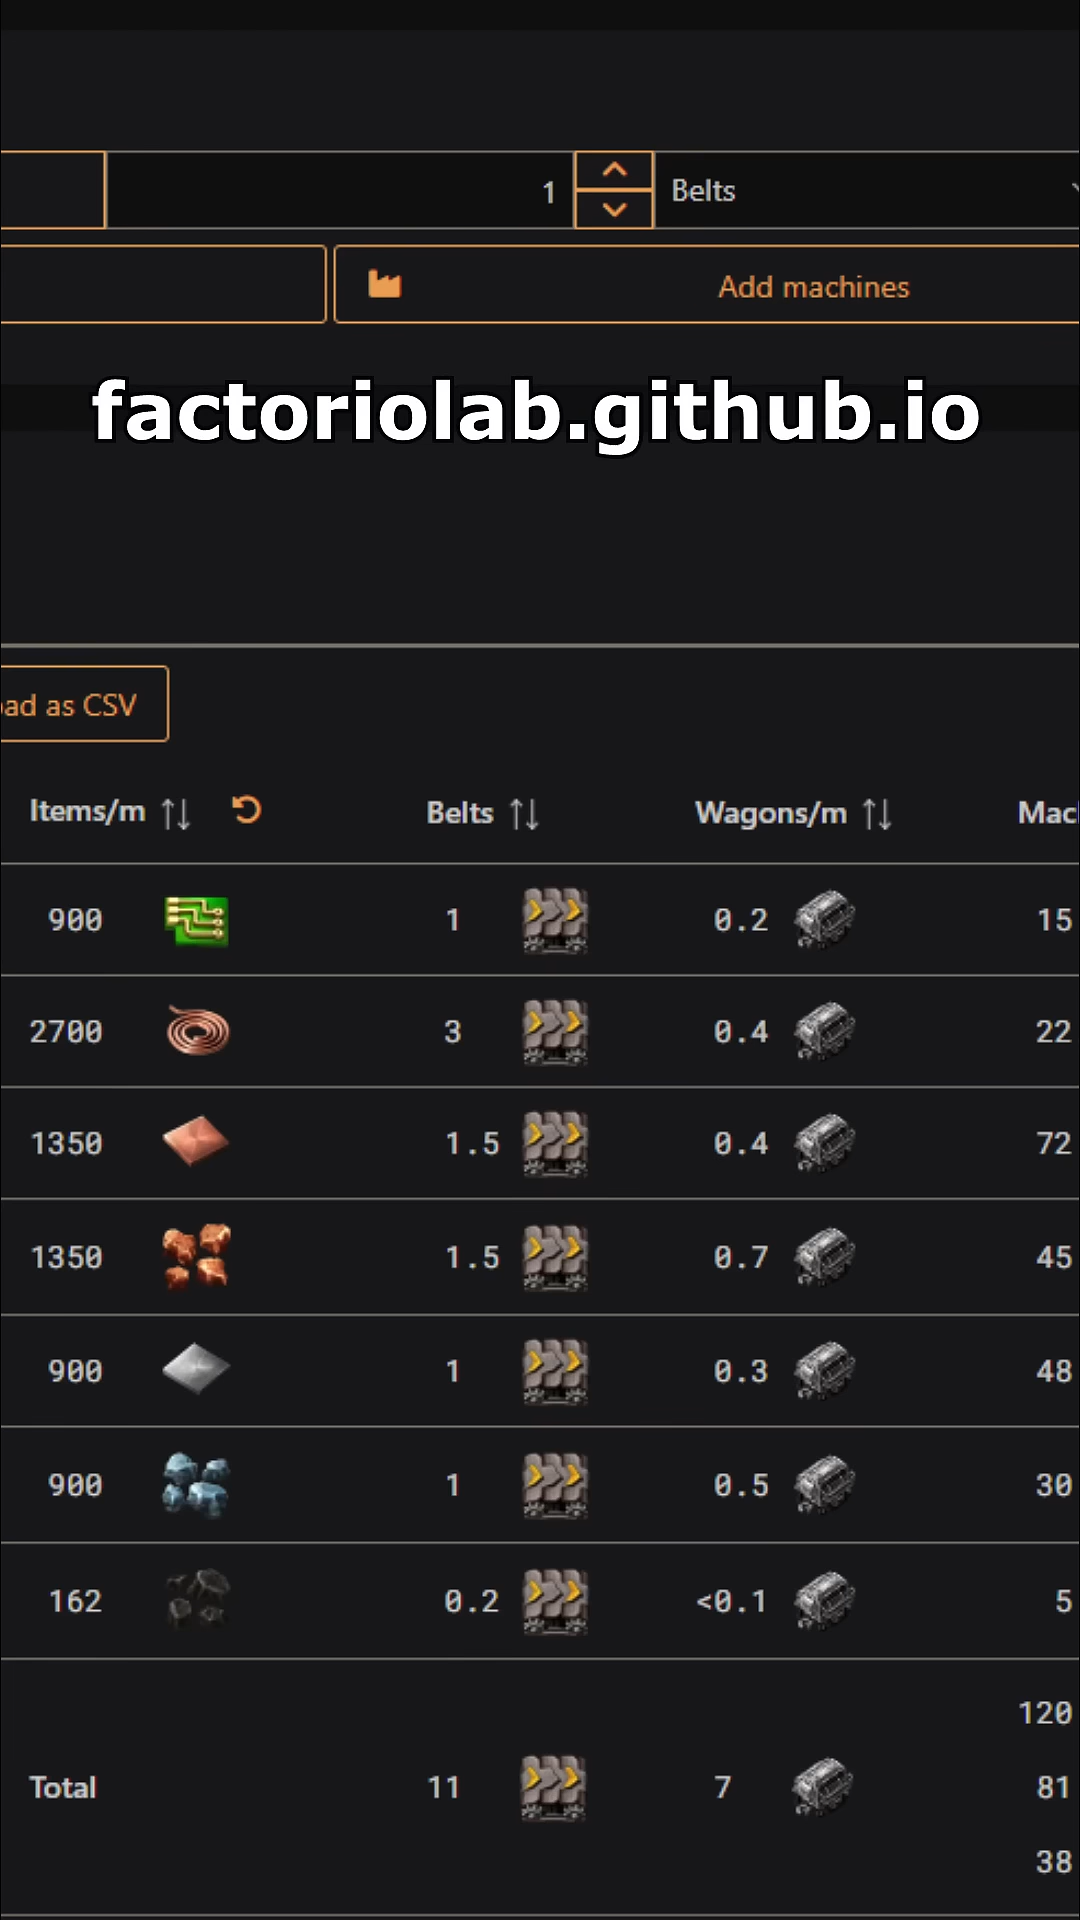 1 Belts
Add machines
factoriolab.github.io
oad as CSV
Items/m Belts Wagons/m Mac
900 1 0.2 15
2700 3 0.4 22
1350 1.5 0.4 72
1350 1.5 0.7 45
900 1 0.3 48
900 1 0.5 30
162 0.2 <0.1 5
120
Total 11 7 81
38